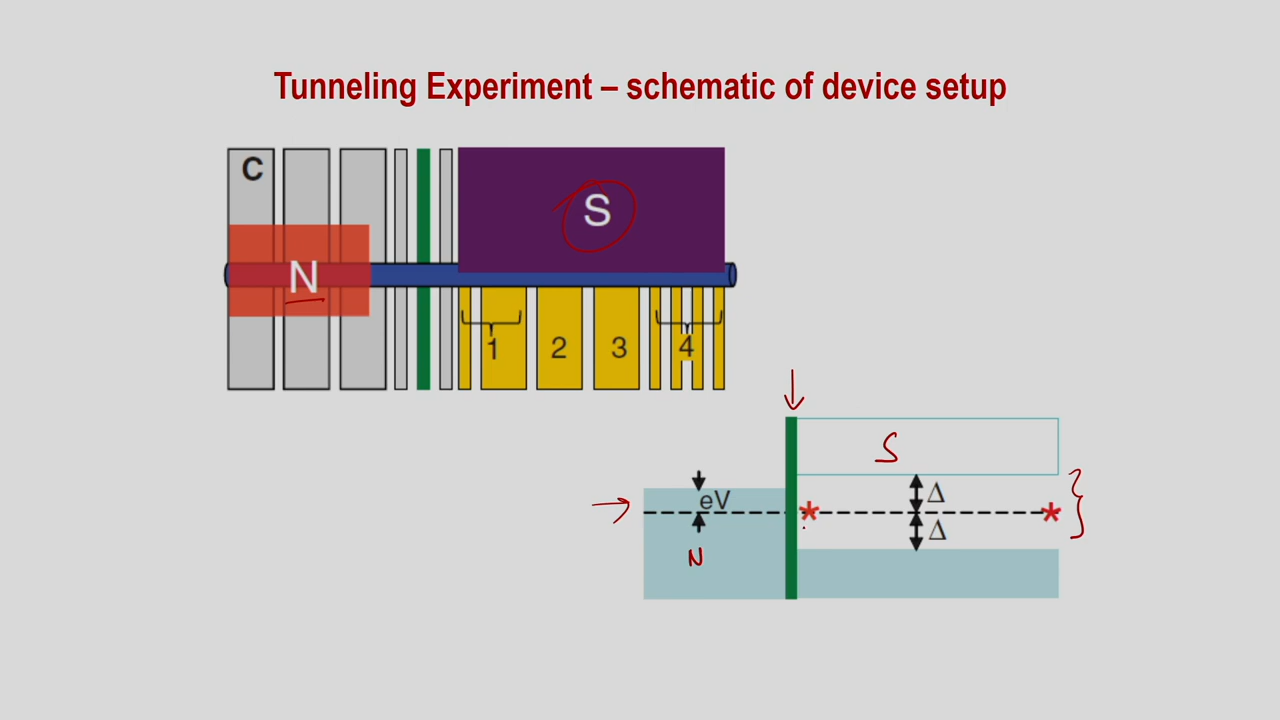 Tunneling Experiment – schematic of device setup
C
S
N
1 2 3 4
S
eV
Δ
* *
Δ
N